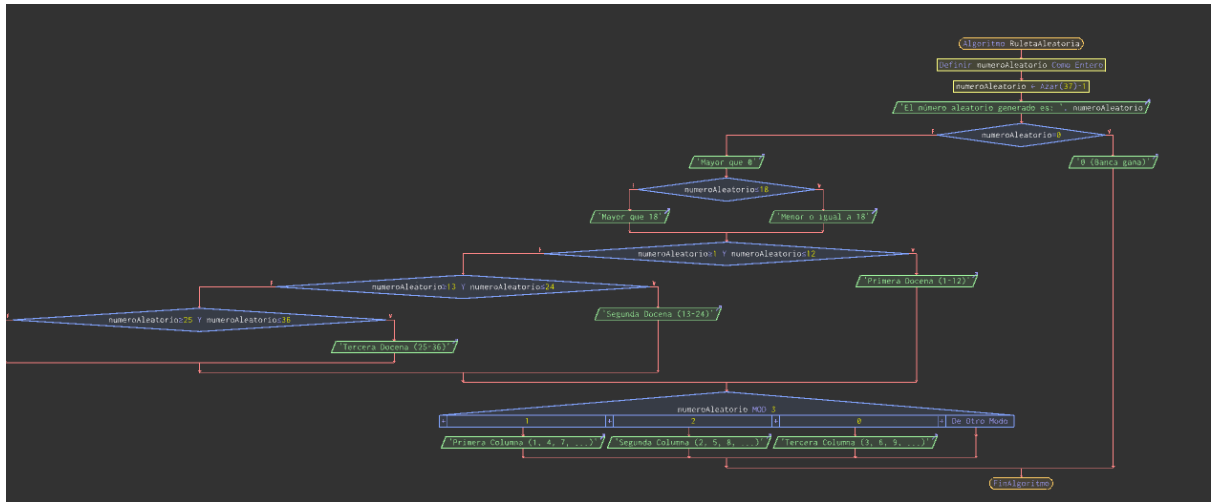 Algoritmo RuletaAleatoria
Definir numeroAleatorio Como Entero
numeroAleatorio ← Azar(37)-1
'El número aleatorio generado es: ', numeroAleatorio
numeroAleatorio=0
F
V
'Mayor que 0'
'0 (Banca gana)'
numeroAleatorio≤18
F
V
'Mayor que 18'
'Menor o igual a 18'
numeroAleatorio≥1 Y numeroAleatorio≤12
F
V
'Primera Docena (1-12)'
numeroAleatorio≥13 Y numeroAleatorio≤24
F
V
'Segunda Docena (13-24)'
numeroAleatorio≥25 Y numeroAleatorio≤36
F
V
'Tercera Docena (25-36)'
numeroAleatorio MOD 3
+ 1 + 2 + 0 + De Otro Modo
'Primera Columna (1, 4, 7, ...)'
'Segunda Columna (2, 5, 8, ...)'
'Tercera Columna (3, 6, 9, ...)'
FinAlgoritmo